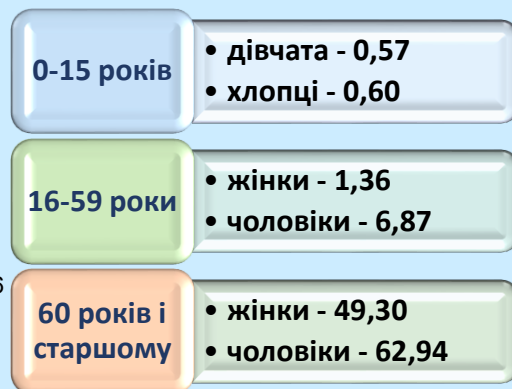 0-15 років
• дівчата - 0,57
• хлопці - 0,60
16-59 роки
• жінки - 1,36
• чоловіки - 6,87
60 років і
старшому
• жінки - 49,30
• чоловіки - 62,94